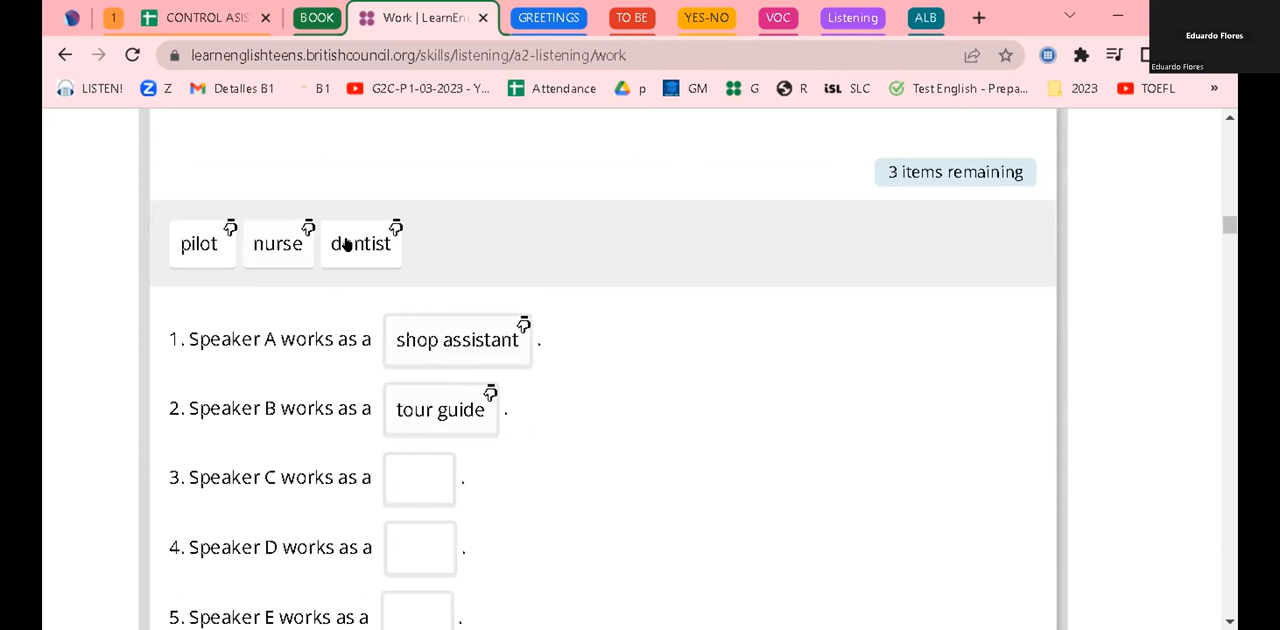 1 CONTROL ASIS BOOK Work | LearnEn GREETINGS TO BE YES-NO VOC Listening ALB
Eduardo Flores
learnenglishteens.britishcouncil.org/skills/listening/a2-listening/work
Eduardo Flores
LISTEN! Z Detalles B1 B1 G2C-P1-03-2023 - Y... Attendance p GM G R SLC Test English - Prepa... 2023 TOEFL »
3 items remaining
pilot nurse dentist
1. Speaker A works as a shop assistant .
2. Speaker B works as a tour guide .
3. Speaker C works as a .
4. Speaker D works as a .
5. Speaker E works as a .